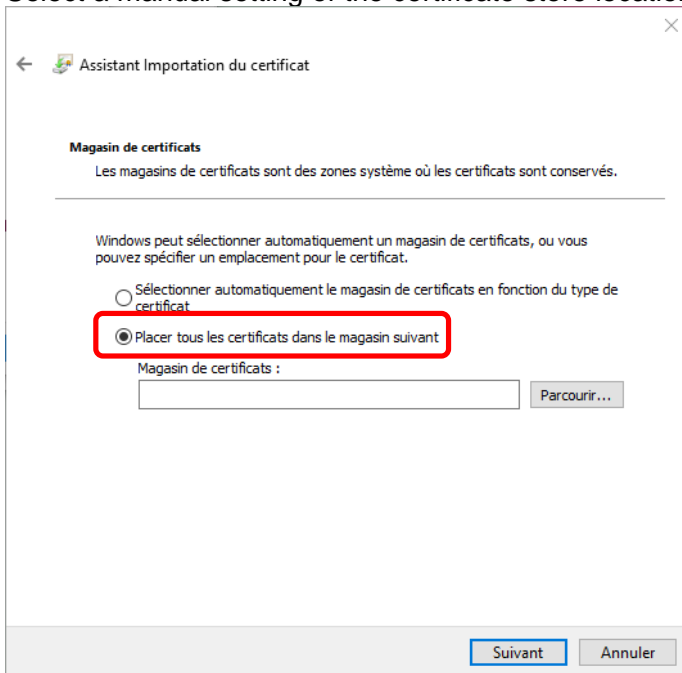 Select a manual setting of the certificate store location
Assistant Importation du certificat
Magasin de certificats
Les magasins de certificats sont des zones système où les certificats sont conservés.
Windows peut sélectionner automatiquement un magasin de certificats, ou vous
pouvez spécifier un emplacement pour le certificat.
Sélectionner automatiquement le magasin de certificats en fonction du type de
certificat
Placer tous les certificats dans le magasin suivant
Magasin de certificats :
Parcourir...
Suivant Annuler